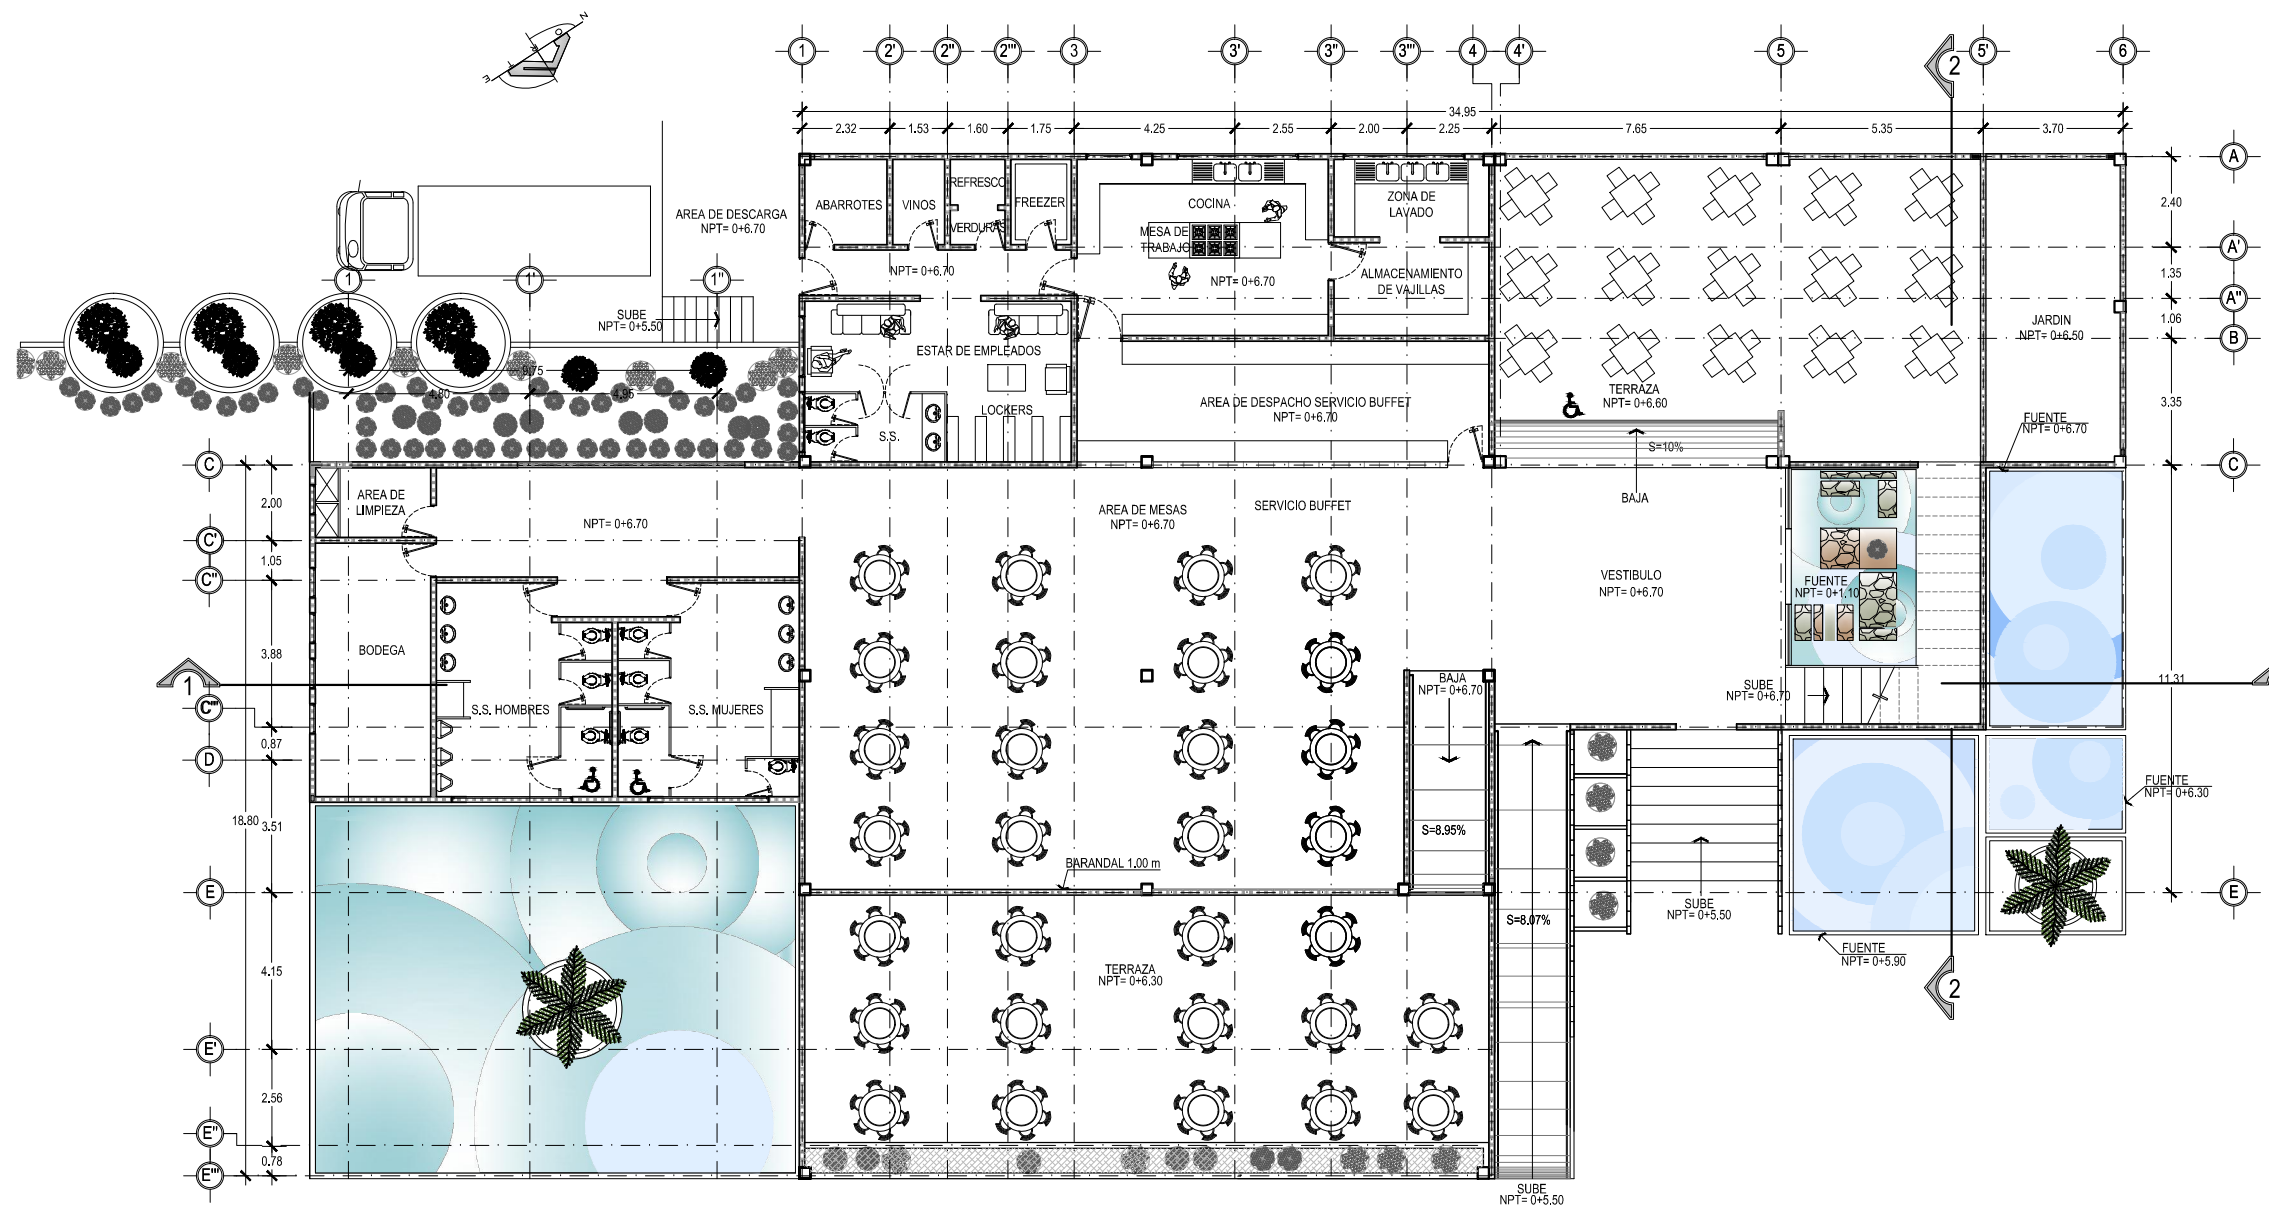 N
E
1 2' 2'' 2''' 3 3' 3'' 3''' 4 4' 5 2 5' 6
34.95
2.32 1.53 1.60 1.75 4.25 2.55 2.00 2.25 7.65 5.35 3.70
A
REFRESCO
ABARROTES VINOS FREEZER
VERDURAS
COCINA
ZONA DE
LAVADO
2.40
AREA DE DESCARGA
NPT= 0+6.70
MESA DE
TRABAJO
A'
NPT= 0+6.70
NPT= 0+6.70
ALMACENAMIENTO
DE VAJILLAS
1.35
1 1' 1''
A''
1.06
SUBE
NPT= 0+5.50
JARDIN
NPT= 0+6.50
B
ESTAR DE EMPLEADOS
9.75
4.80 4.95
TERRAZA
NPT= 0+6.60
3.35
AREA DE DESPACHO SERVICIO BUFFET
NPT= 0+6.70
LOCKERS
S.S.
FUENTE
NPT= 0+6.70
S=10%
C C
AREA DE
LIMPIEZA
2.00
NPT= 0+6.70
AREA DE MESAS
NPT= 0+6.70
SERVICIO BUFFET
BAJA
C'
1.05
C''
VESTIBULO
NPT= 0+6.70
FUENTE
NPT= 0+1.10
BODEGA
3.88
1
BAJA
NPT= 0+6.70
SUBE
NPT= 0+6.70
11.31
C'''
S.S. HOMBRES S.S. MUJERES
0.87
D
FUENTE
NPT= 0+6.30
18.80
3.51
S=8.95%
BARANDAL 1.00 m
E E
SUBE
NPT= 0+5.50
S=8.07%
FUENTE
NPT= 0+5.90
4.15
TERRAZA
NPT= 0+6.30
2
E'
2.56
E''
0.78
E'''
SUBE
NPT= 0+5.50